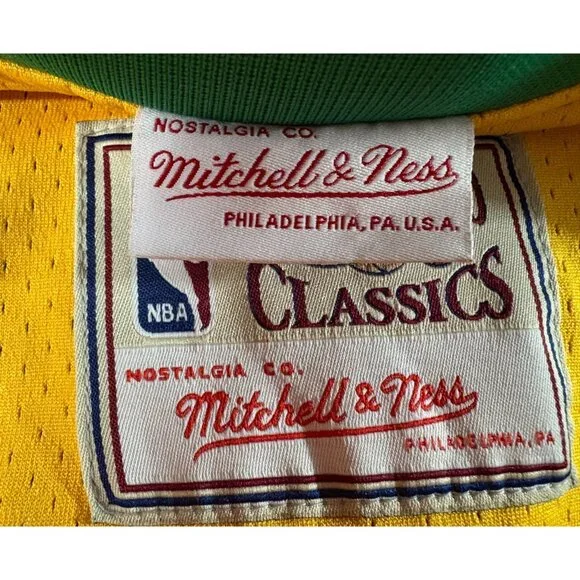 NOSTALGIA CO.
Mitchell & Ness
PHILADELPHIA, PA. U.S.A.
NBA
CLASSICS
NOSTALGIA CO.
Mitchell & Ness
PHILADELPHIA, PA